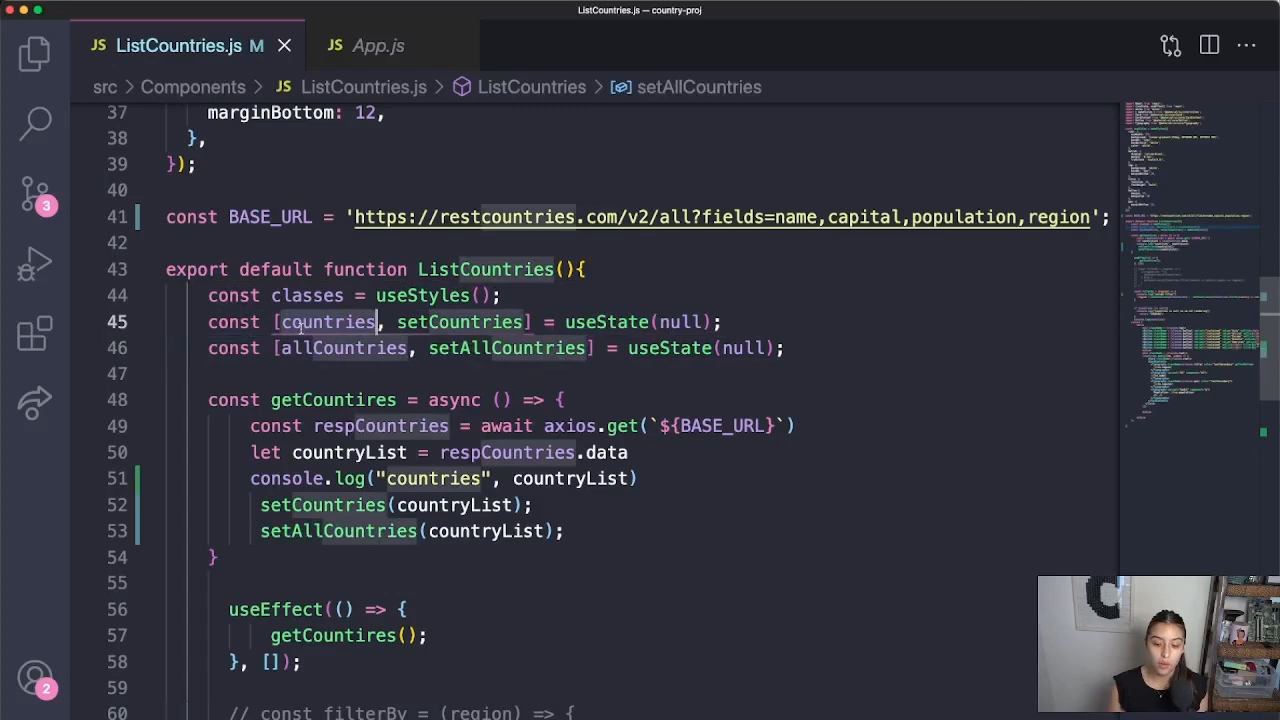 ListCountries.js — country-proj
JS ListCountries.js M
JS App.js
src > Components > JS ListCountries.js > ListCountries > setAllCountries
37 marginBottom: 12,
38 },
39 });
40
41 const BASE_URL = 'https://restcountries.com/v2/all?fields=name,capital,population,region';
42
43 export default function ListCountries(){
44 const classes = useStyles();
45 const [countries, setCountries] = useState(null);
46 const [allCountries, setAllCountries] = useState(null);
47
48 const getCountires = async () => {
49 const respCountries = await axios.get(`${BASE_URL}`)
50 let countryList = respCountries.data
51 console.log("countries", countryList)
52 setCountries(countryList);
53 setAllCountries(countryList);
54 }
55
56 useEffect(() => {
57 getCountires();
58 }, []);
59
60 // const filterBy = (region) => {
3
2